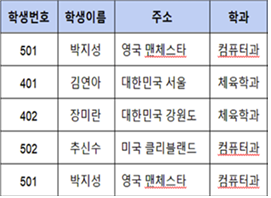 학생번호 학생이름 주소 학과
501 박지성 영국 맨체스타 컴퓨터과
401 김연아 대한민국 서울 체육학과
402 장미란 대한민국 강원도 체육학과
502 추신수 미국 클리블랜드 컴퓨터과
501 박지성 영국 맨체스타 컴퓨터과